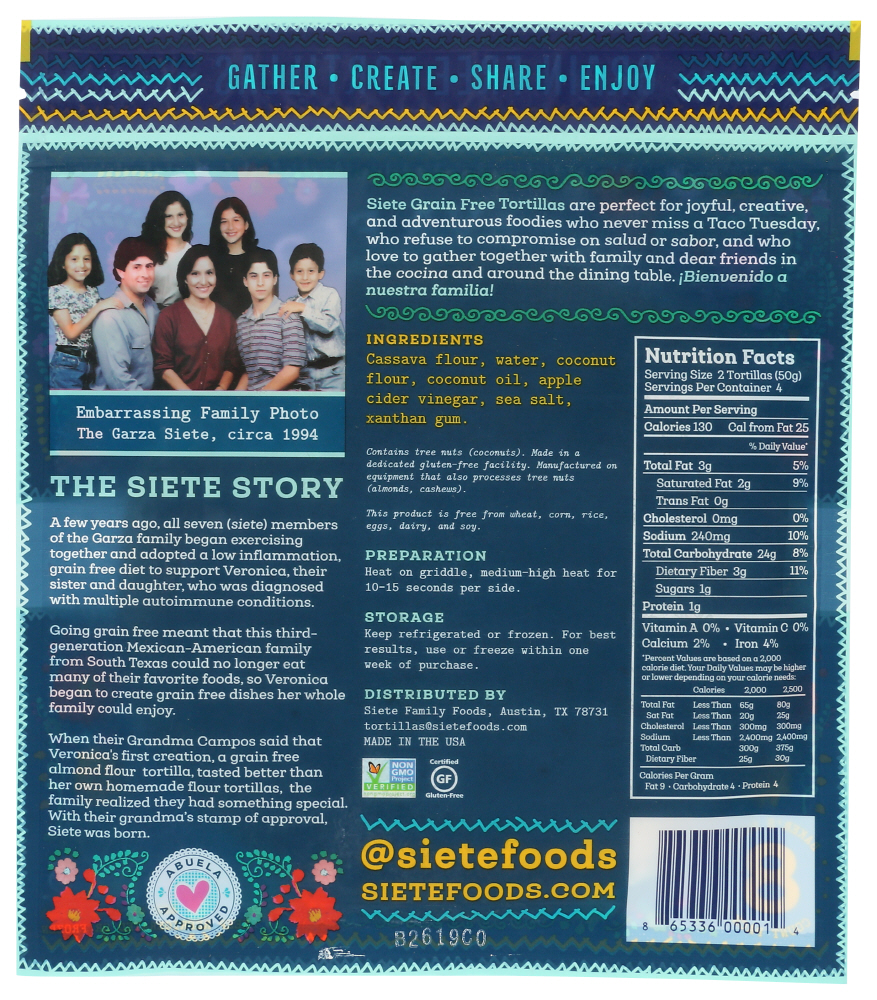 GATHER • CREATE • SHARE • ENJOY
Siete Grain Free Tortillas are perfect for joyful, creative,
and adventurous foodies who never miss a Taco Tuesday,
who refuse to compromise on salud or sabor, and who
love to gather together with family and dear friends in
the cocina and around the dining table. ¡Bienvenido a
nuestra familia!
Embarrassing Family Photo
The Garza Siete, circa 1994
THE SIETE STORY
A few years ago, all seven (siete) members
of the Garza family began exercising
together and adopted a low inflammation,
grain free diet to support Veronica, their
sister and daughter, who was diagnosed
with multiple autoimmune conditions.
Going grain free meant that this third-
generation Mexican-American family
from South Texas could no longer eat
many of their favorite foods, so Veronica
began to create grain free dishes her whole
family could enjoy.
When their Grandma Campos said that
Veronica's first creation, a grain free
almond flour tortilla, tasted better than
her own homemade flour tortillas, the
family realized they had something special.
With their grandma's stamp of approval,
Siete was born.
ABUELA
APPROVED
INGREDIENTS
Cassava flour, water, coconut
flour, coconut oil, apple
cider vinegar, sea salt,
xanthan gum.
Contains tree nuts (coconuts). Made in a
dedicated gluten-free facility. Manufactured on
equipment that also processes tree nuts
(almonds, cashews).
This product is free from wheat, corn, rice,
eggs, dairy, and soy.
PREPARATION
Heat on griddle, medium-high heat for
10-15 seconds per side.
STORAGE
Keep refrigerated or frozen. For best
results, use or freeze within one
week of purchase.
DISTRIBUTED BY
Siete Family Foods, Austin, TX 78731
tortillas@sietefoods.com
MADE IN THE USA
NON
GMO
Project
VERIFIED
Certified
GF
Gluten-Free
@sietefoods
SIETEFOODS.COM
B2619C0
Nutrition Facts
Serving Size 2 Tortillas (50g)
Servings Per Container 4
Amount Per Serving
Calories 130 Cal from Fat 25
% Daily Value*
Total Fat 3g 5%
Saturated Fat 2g 9%
Trans Fat 0g
Cholesterol 0mg 0%
Sodium 240mg 10%
Total Carbohydrate 24g 8%
Dietary Fiber 3g 11%
Sugars 1g
Protein 1g
Vitamin A 0% • Vitamin C 0%
Calcium 2% • Iron 4%
*Percent Values are based on a 2,000
calorie diet. Your Daily Values may be higher
or lower depending on your calorie needs:
Calories 2,000 2,500
Total Fat Less Than 65g 80g
Sat Fat Less Than 20g 25g
Cholesterol Less Than 300mg 300mg
Sodium Less Than 2,400mg 2,400mg
Total Carb 300g 375g
Dietary Fiber 25g 30g
Calories Per Gram
Fat 9 • Carbohydrate 4 • Protein 4
8 65336 00001 4